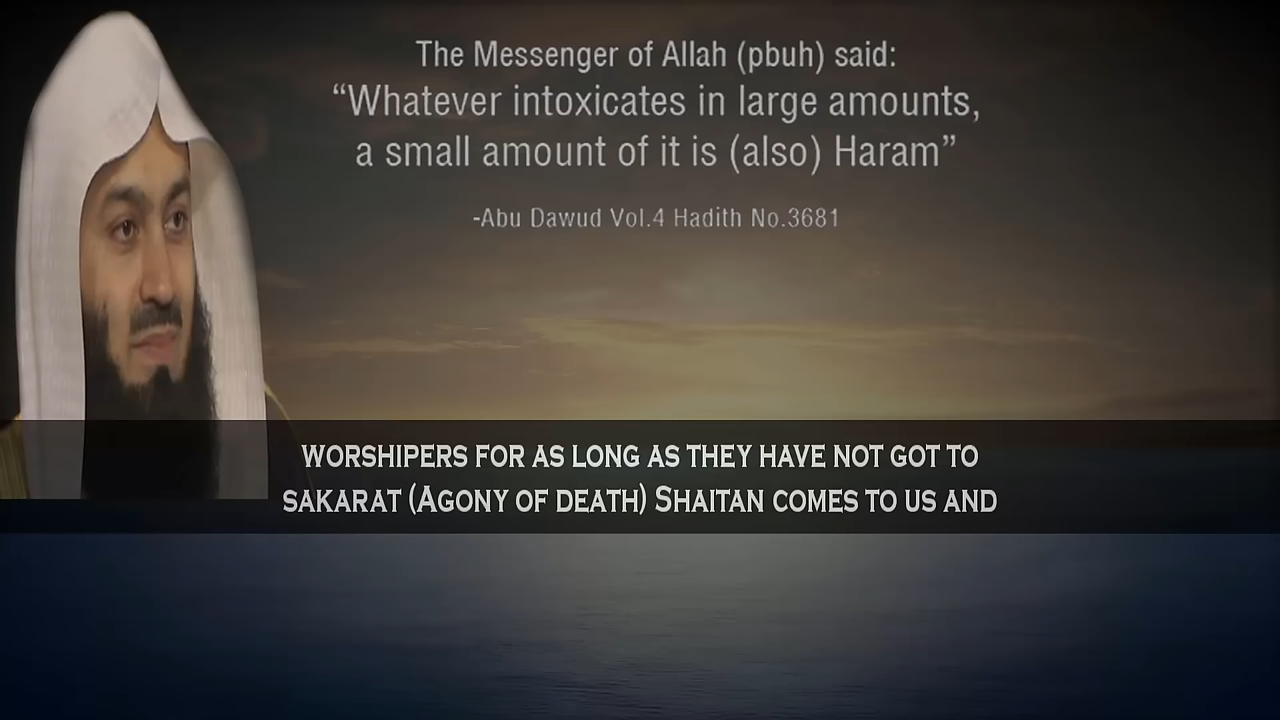 The Messenger of Allah (pbuh) said:
“Whatever intoxicates in large amounts,
a small amount of it is (also) Haram”
-Abu Dawud Vol.4 Hadith No.3681
WORSHIPERS FOR AS LONG AS THEY HAVE NOT GOT TO
SAKARAT (AGONY OF DEATH) SHAITAN COMES TO US AND